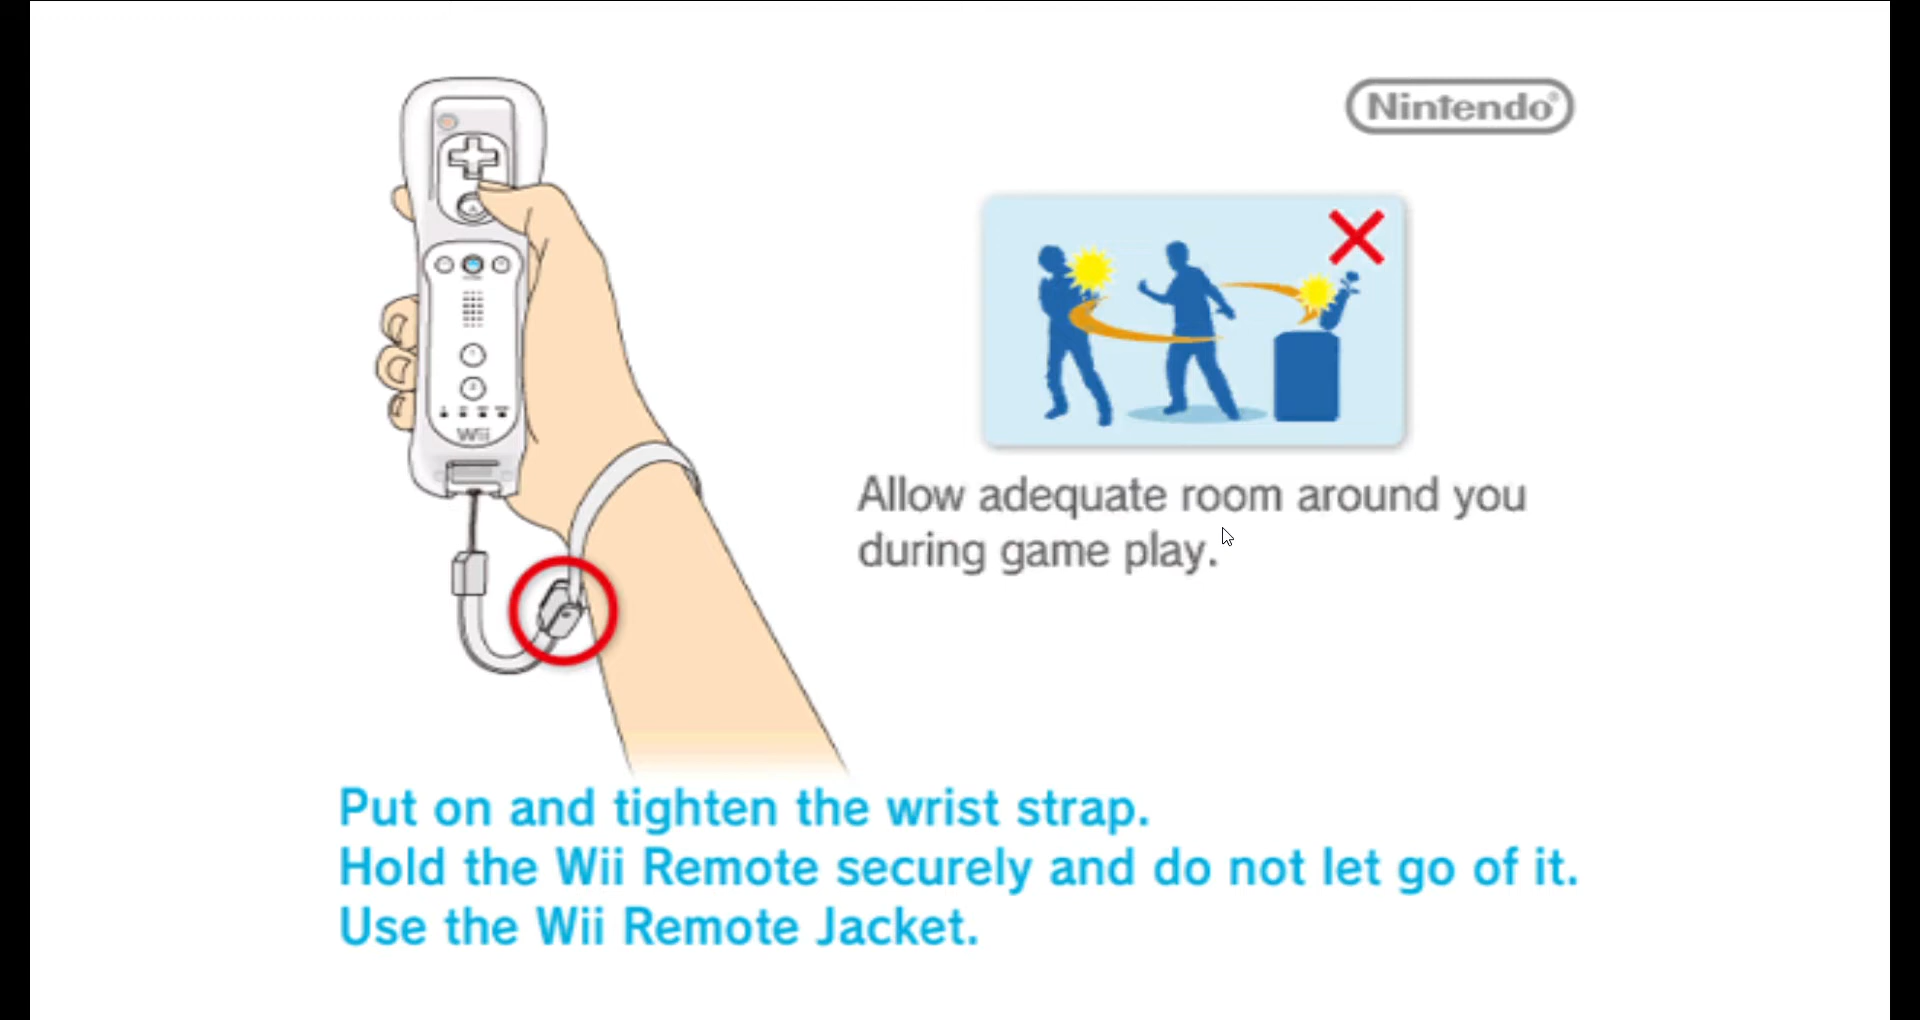 Nintendo®
Allow adequate room around you
during game play.
Wii
Put on and tighten the wrist strap.
Hold the Wii Remote securely and do not let go of it.
Use the Wii Remote Jacket.